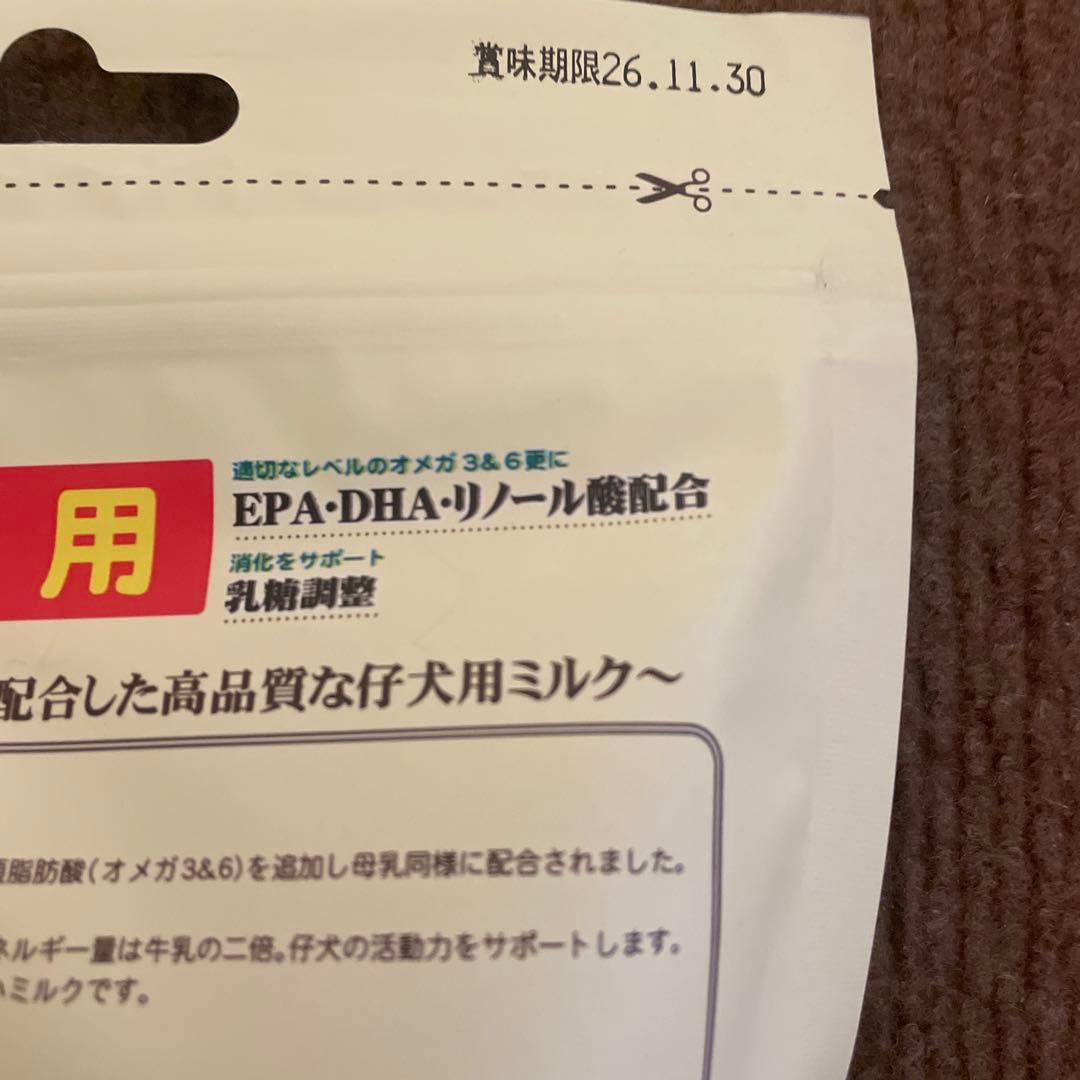 賞味期限26.11.30
用
適切なレベルのオメガ3&6更に
EPA・DHA・リノール酸配合
消化をサポート
乳糖調整
配合した高品質な仔犬用ミルク〜
脂肪酸(オメガ3&6)を追加し母乳同様に配合されました。
ネルギー量は牛乳の二倍。仔犬の活動力をサポートします。
ミルクです。